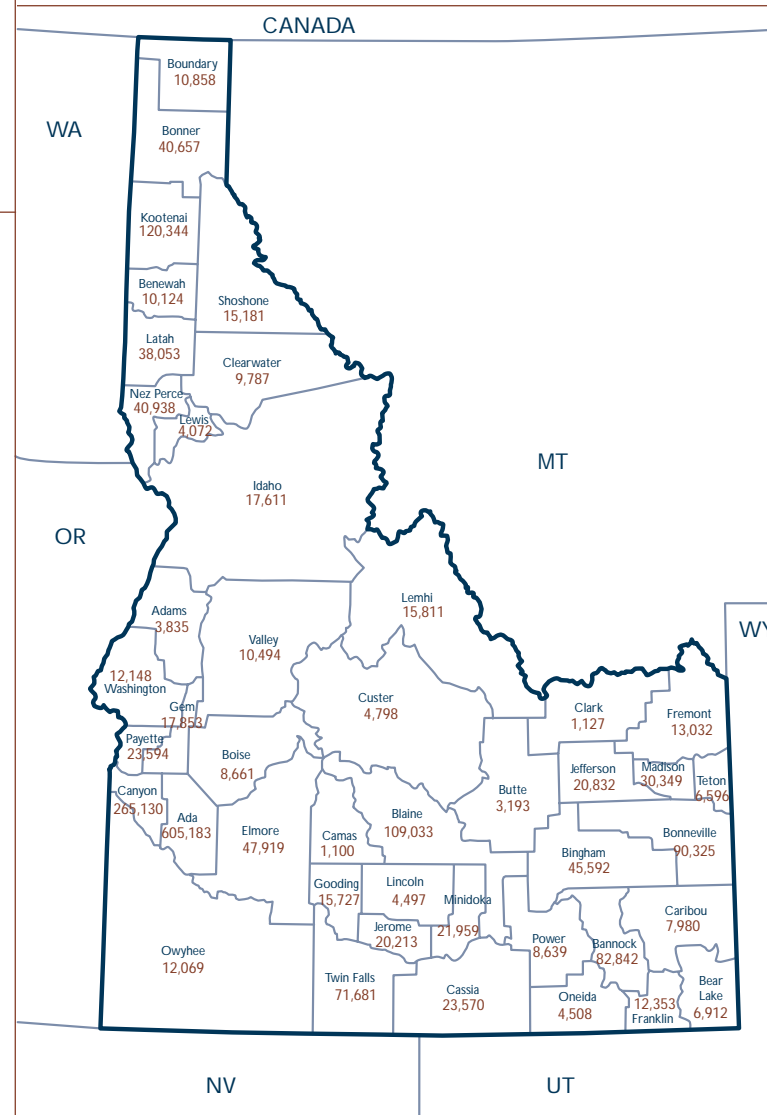 CANADA
Boundary
10,858
WA
Bonner
40,657
Kootenai
120,344
Benewah
10,124
Shoshone
15,181
Latah
38,053
Clearwater
9,787
Nez Perce
40,938
Lewis
4,072
MT
Idaho
17,611
OR
Lemhi
15,811
Adams
3,835
WY
Valley
10,494
12,148
Washington
Custer
4,798
Gem
17,853
Clark
1,127
Fremont
13,032
Payette
23,594
Boise
8,661
Jefferson
20,832
Madison
30,349
Teton
6,596
Canyon
265,130
Butte
3,193
Ada
605,183
Elmore
47,919
Blaine
109,033
Camas
1,100
Bonneville
90,325
Bingham
45,592
Gooding
15,727
Lincoln
4,497
Minidoka
21,959
Caribou
7,980
Jerome
20,213
Power
8,639
Bannock
82,842
Owyhee
12,069
Twin Falls
71,681
Cassia
23,570
Oneida
4,508
12,353
Franklin
Bear
Lake
6,912
NV
UT